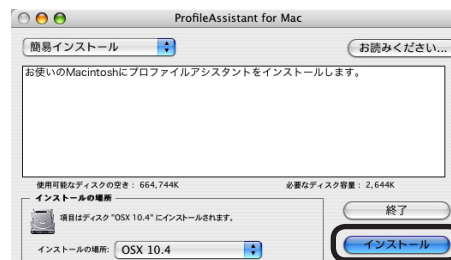 ProfileAssistant for Mac
簡易インストール
お読みください...
お使いのMacintoshにプロファイルアシスタントをインストールします。
使用可能なディスクの空き： 664,744K
必要なディスク容量： 2,644K
インストールの場所
項目はディスク "OSX 10.4" にインストールされます。
終了
インストールの場所: OSX 10.4
インストール